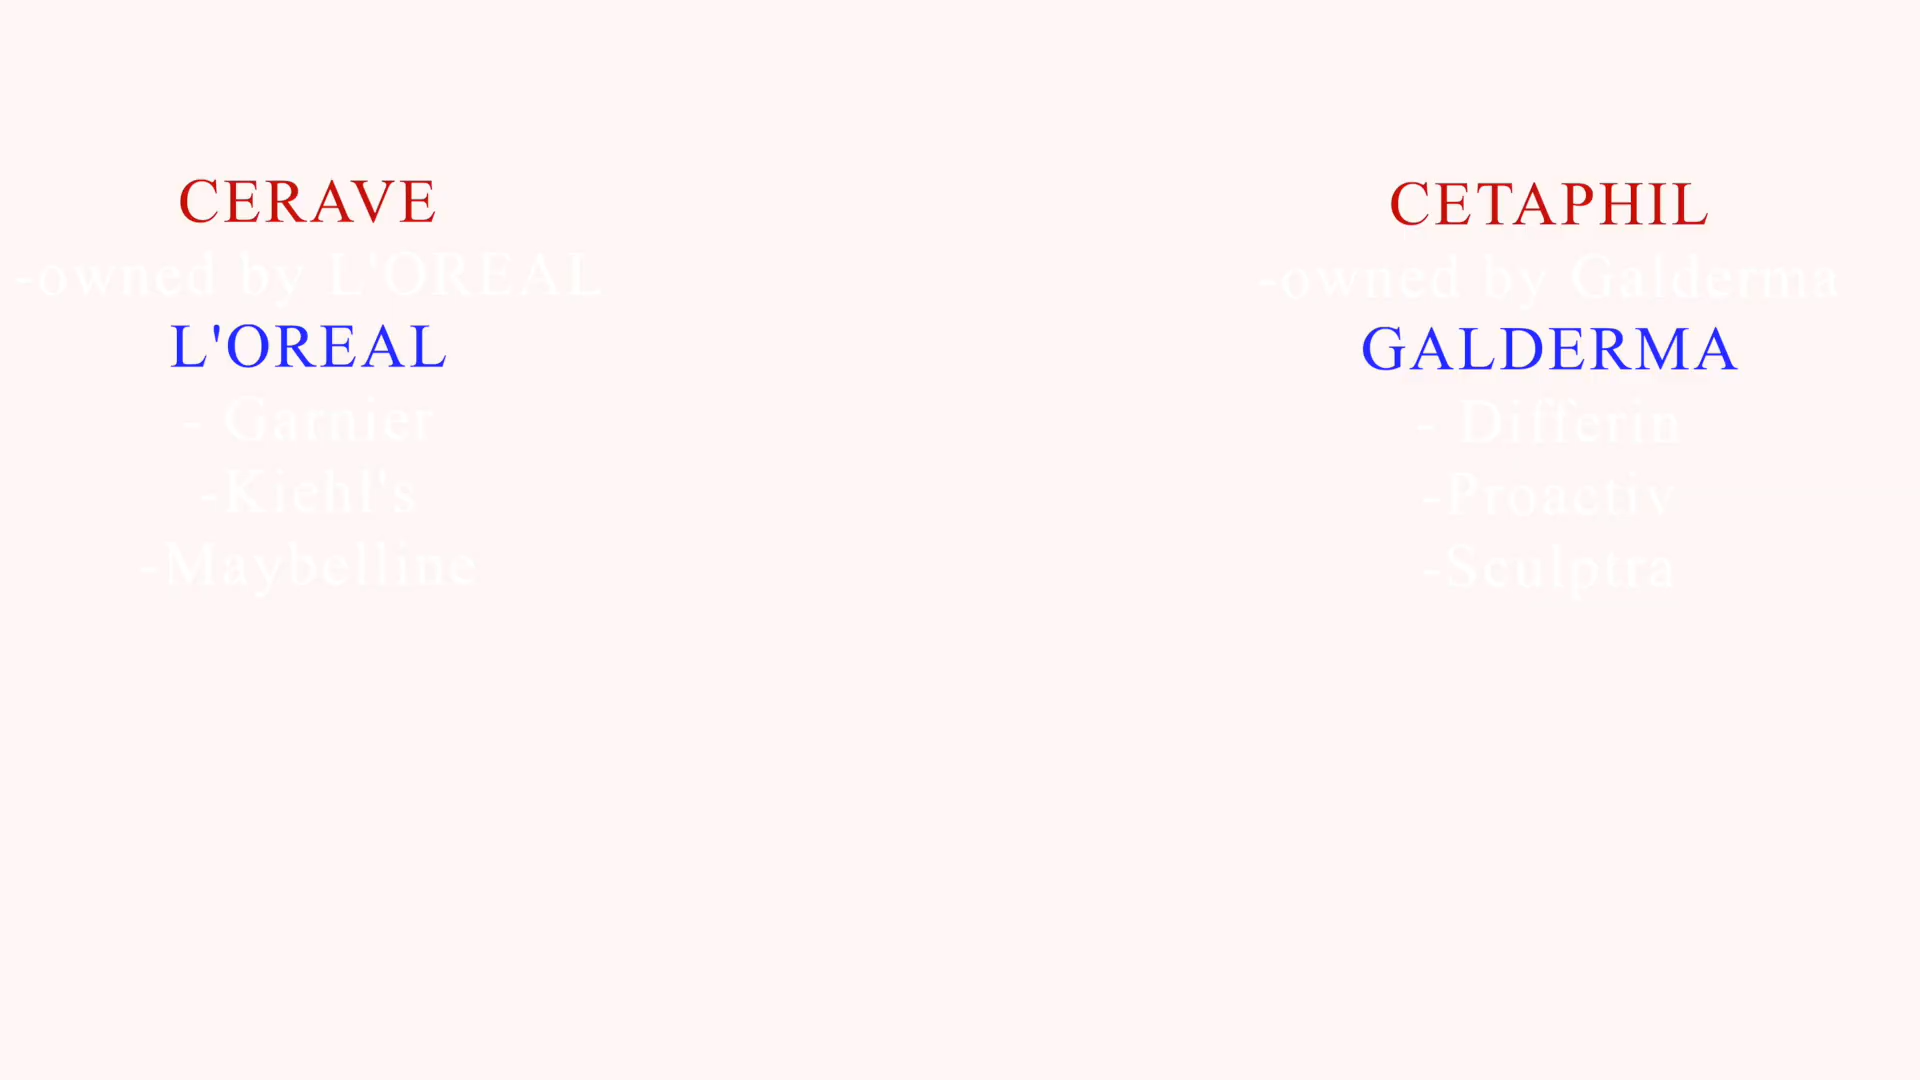 CERAVE
-owned by L'OREAL
L'OREAL
- Garnier
-Kiehl's
-Maybelline
CETAPHIL
-owned by Galderma
GALDERMA
- Differin
-Proactiv
-Sculptra